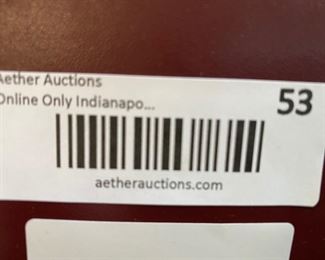 Aether Auctions
Online Only Indianapo...
53
aetherauctions.com